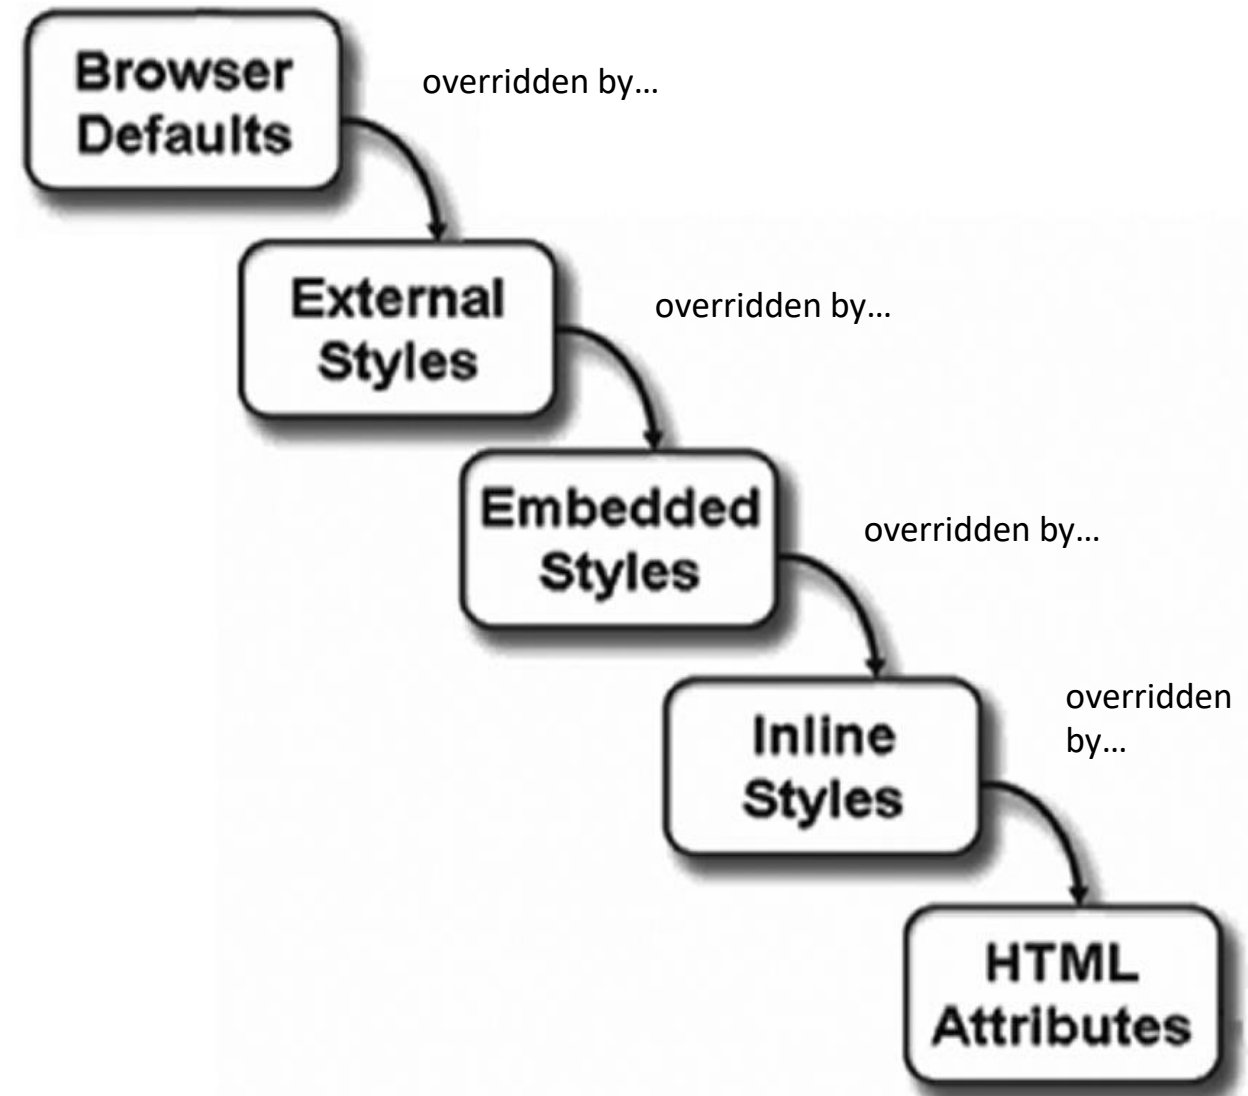 Browser
Defaults
overridden by…
External
Styles
overridden by…
Embedded
Styles
overridden by…
Inline
Styles
overridden
by…
HTML
Attributes